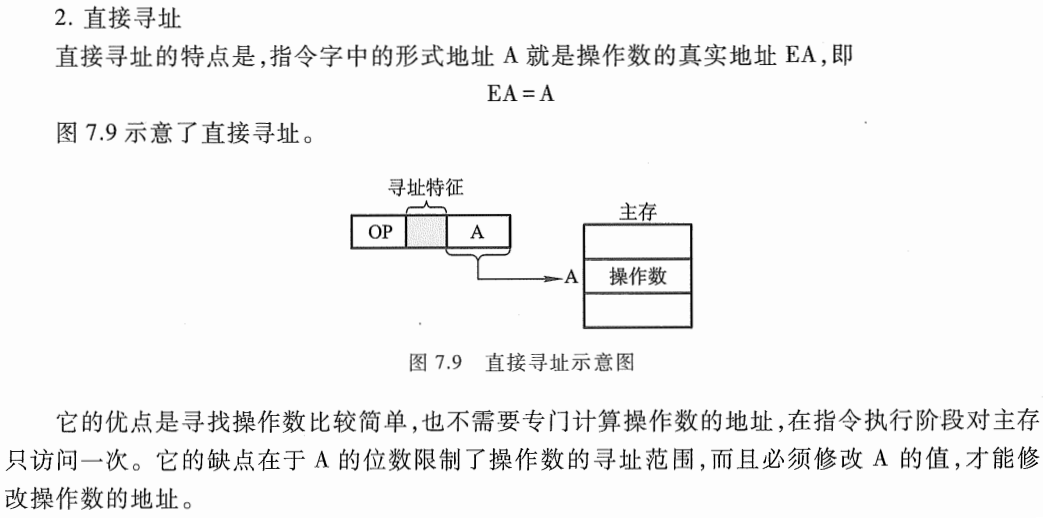 2. 直接寻址
直接寻址的特点是,指令字中的形式地址 A 就是操作数的真实地址 EA,即
EA=A
图 7.9 示意了直接寻址。
寻址特征
主存
OP
A
A
操作数
图 7.9 直接寻址示意图
它的优点是寻找操作数比较简单,也不需要专门计算操作数的地址,在指令执行阶段对主存
只访问一次。它的缺点在于 A 的位数限制了操作数的寻址范围,而且必须修改 A 的值,才能修
改操作数的地址。